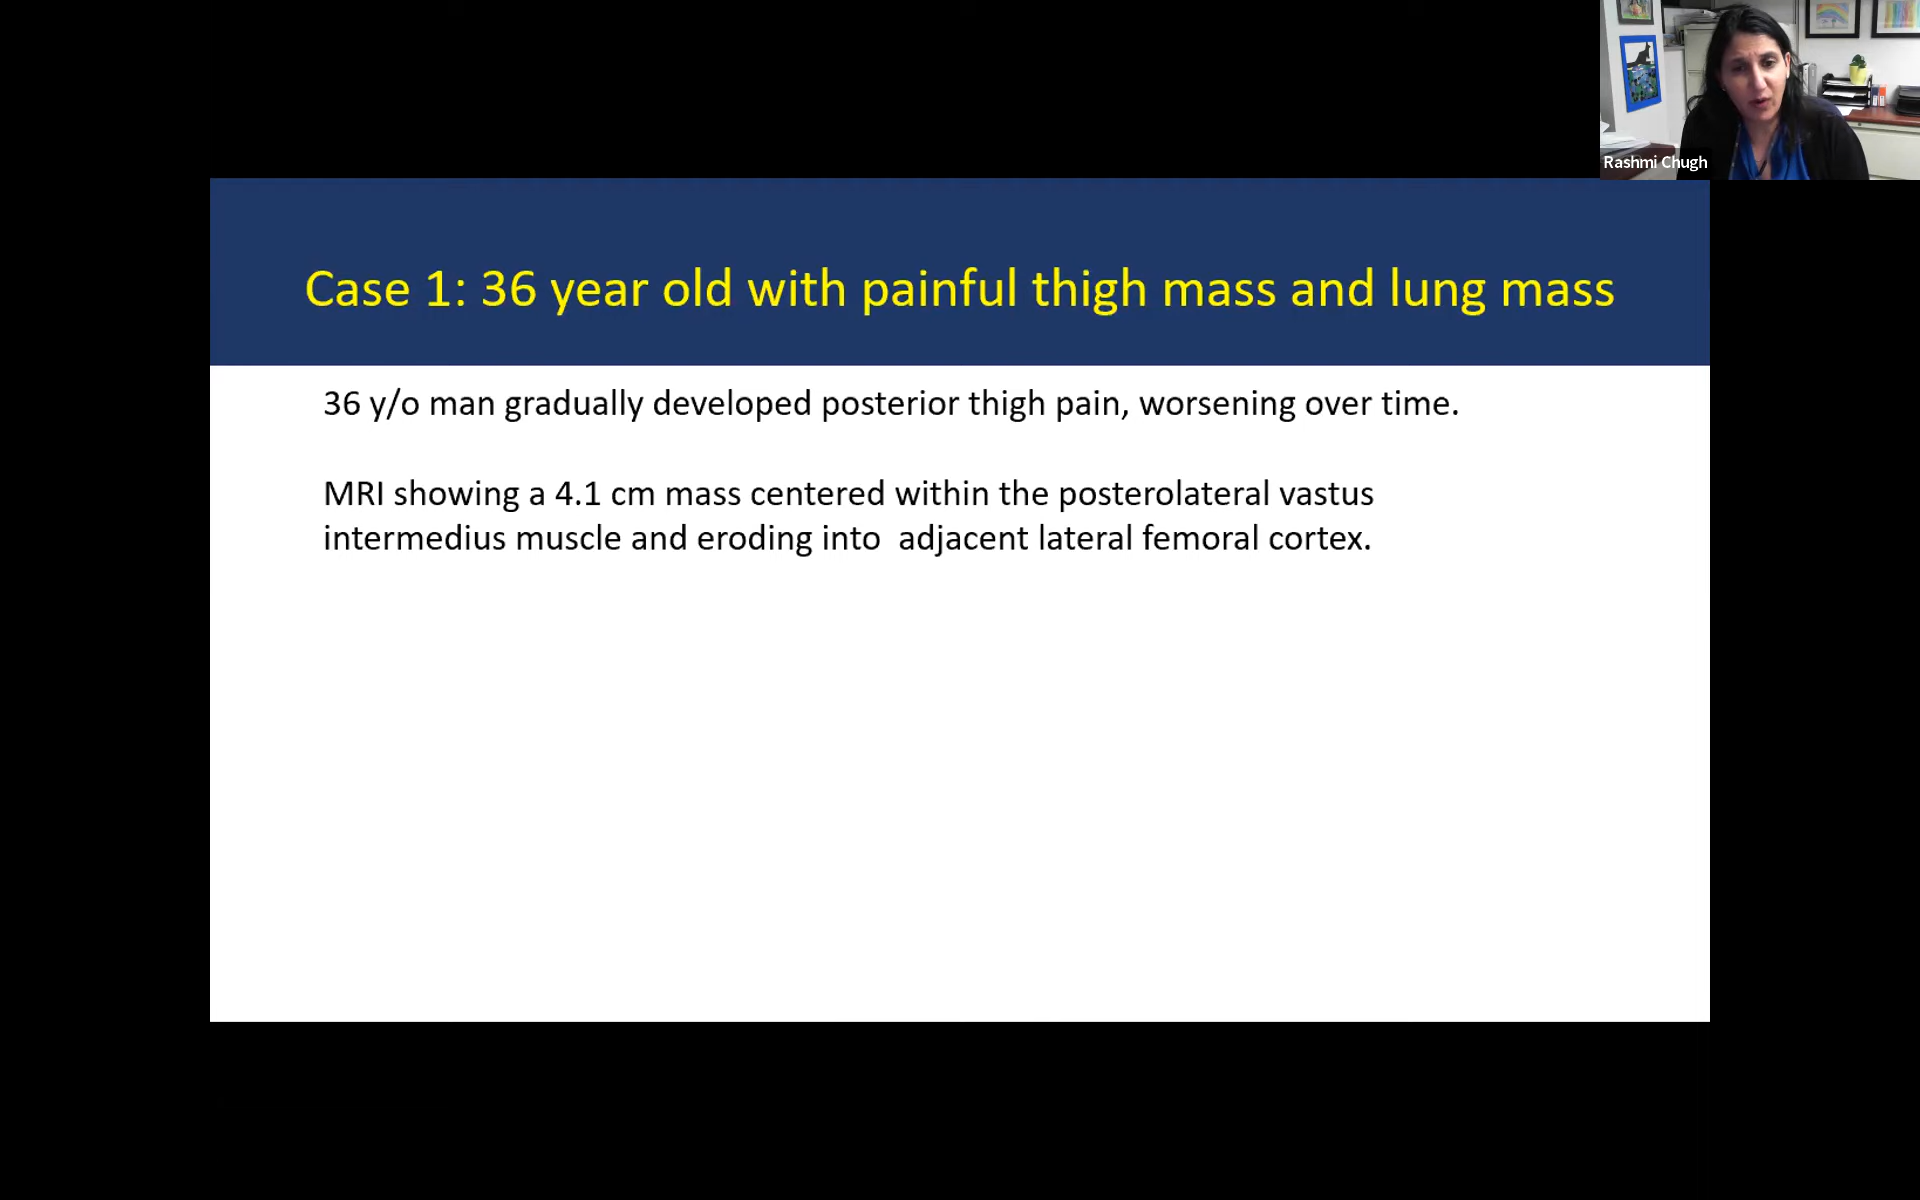 Rashmi Chugh
Case 1: 36 year old with painful thigh mass and lung mass
36 y/o man gradually developed posterior thigh pain, worsening over time.
MRI showing a 4.1 cm mass centered within the posterolateral vastus
intermedius muscle and eroding into  adjacent lateral femoral cortex.